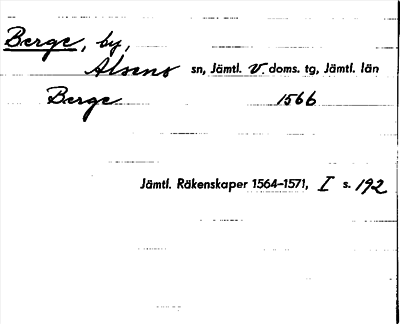 Berge, by,
Alsens sn, Jämtl. V. doms. tg, Jämtl. län
Berge 1566
Jämtl. Räkenskaper 1564–1571, I s. 192